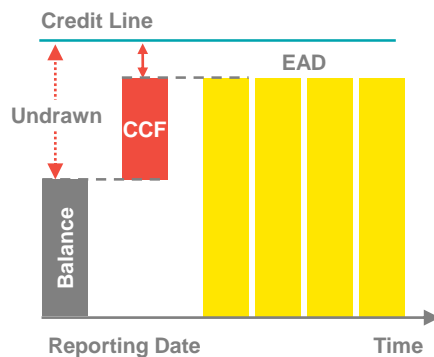 Credit Line
EAD
Undrawn
CCF
Balance
Reporting Date
Time